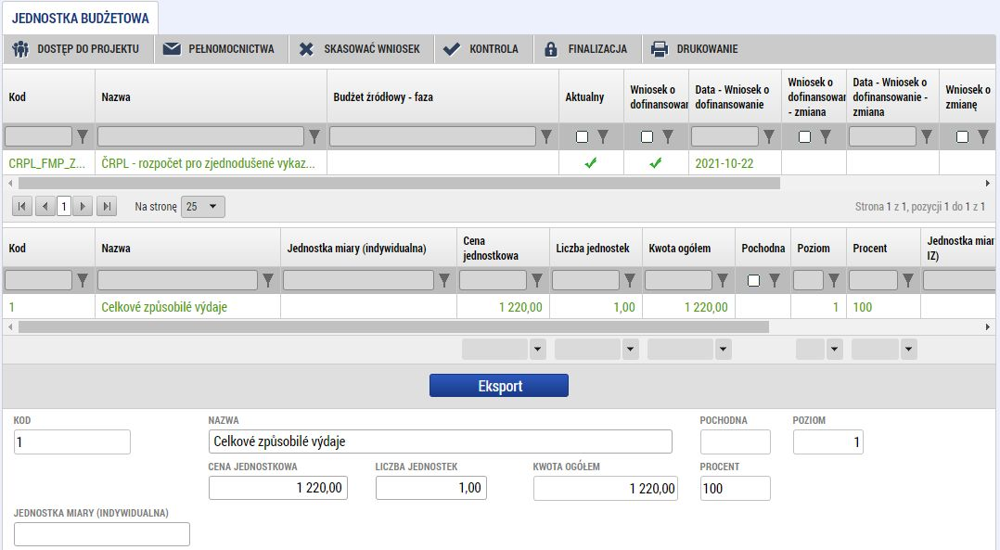 JEDNOSTKA BUDŻETOWA
DOSTĘP DO PROJEKTU PEŁNOMOCNICTWA SKASOWAĆ WNIOSEK KONTROLA FINALIZACJA DRUKOWANIE
Kod Nazwa Budżet źródłowy - faza Aktualny Wniosek o dofinansowan Data - Wniosek o dofinansowanie Wniosek o dofinansowan - zmiana Data - Wniosek o dofinansowanie - zmiana Wniosek o zmianę
CRPL_FMP_Z... ČRPL - rozpočet pro zjednodušené vykaz... 2021-10-22
1 Na stronę 25 Strona 1 z 1, pozycji 1 do 1 z 1
Kod Nazwa Jednostka miary (indywidualna) Cena jednostkowa Liczba jednostek Kwota ogółem Pochodna Poziom Procent Jednostka miar IZ)
1 Celkové způsobilé výdaje 1 220,00 1,00 1 220,00 1 100
Eksport
KOD NAZWA POCHODNA POZIOM
1 Celkové způsobilé výdaje 1
CENA JEDNOSTKOWA LICZBA JEDNOSTEK KWOTA OGÓŁEM PROCENT
1 220,00 1,00 1 220,00 100
JEDNOSTKA MIARY (INDYWIDUALNA)